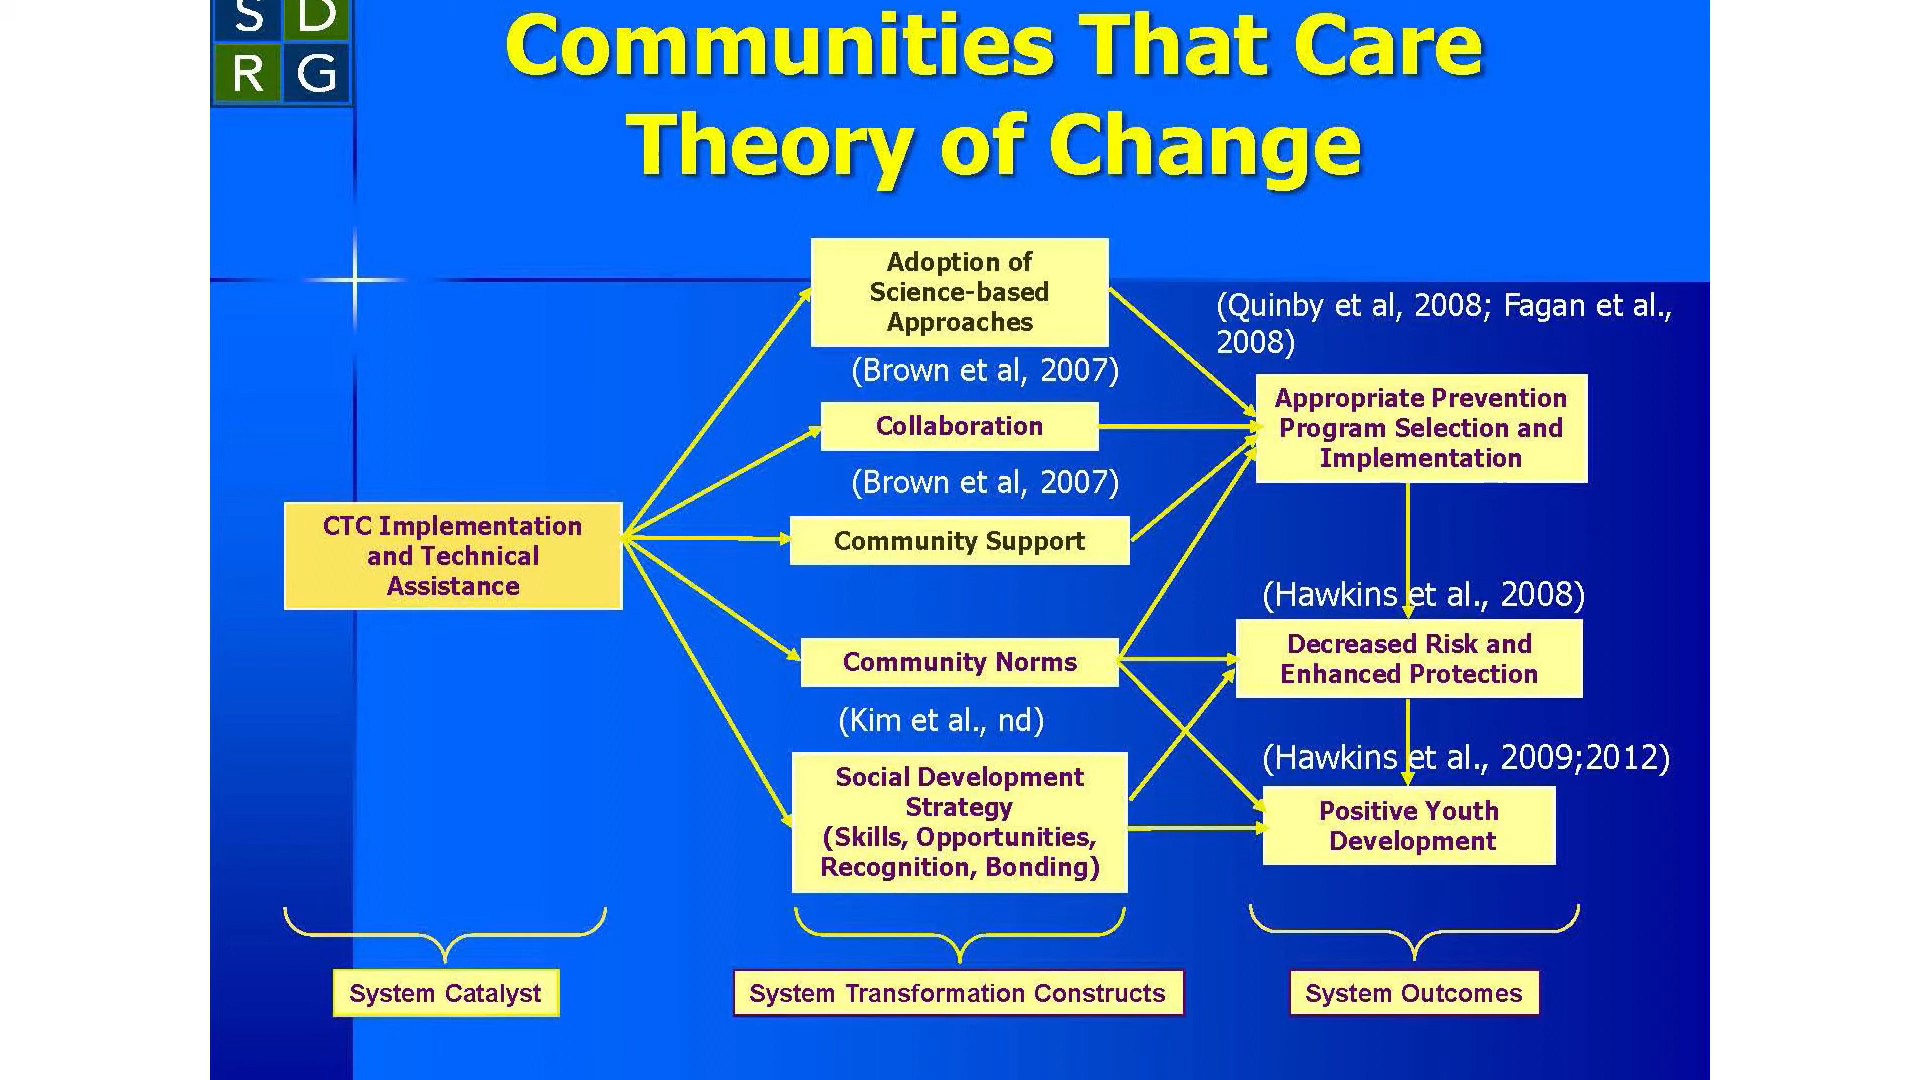 S D
R G
Communities That Care
Theory of Change
Adoption of
Science-based
Approaches
(Brown et al, 2007)
Collaboration
(Brown et al, 2007)
Community Support
CTC Implementation
and Technical
Assistance
Community Norms
(Kim et al., nd)
Social Development
Strategy
(Skills, Opportunities,
Recognition, Bonding)
(Quinby et al, 2008; Fagan et al.,
2008)
Appropriate Prevention
Program Selection and
Implementation
(Hawkins et al., 2008)
Decreased Risk and
Enhanced Protection
(Hawkins et al., 2009;2012)
Positive Youth
Development
System Catalyst
System Transformation Constructs
System Outcomes